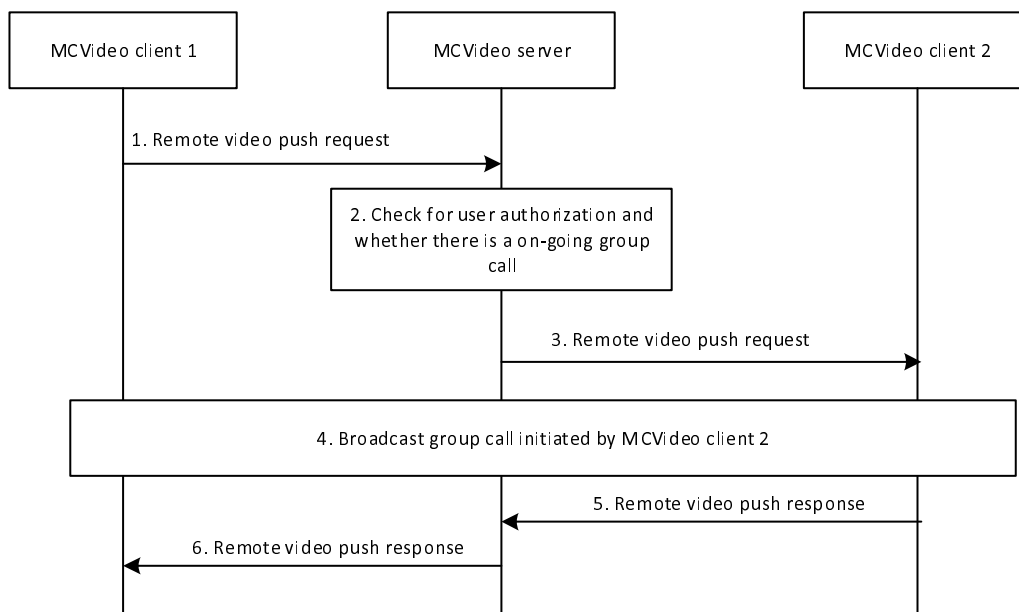 MCVideo client 1
MCVideo server
MCVideo client 2
1. Remote video push request
2. Check for user authorization and
whether there is a on-going group
call
3. Remote video push request
4. Broadcast group call initiated by MCVideo client 2
5. Remote video push response
6. Remote video push response